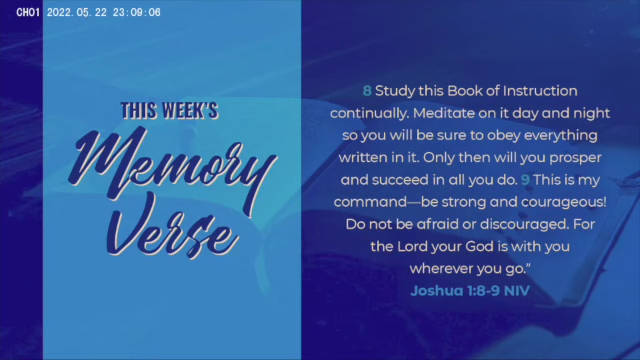 CH01 2022.05.22 23:09:06
THIS WEEK'S
Memory
Verse
8 Study this Book of Instruction
continually. Meditate on it day and night
so you will be sure to obey everything
written in it. Only then will you prosper
and succeed in all you do. 9 This is my
command—be strong and courageous!
Do not be afraid or discouraged. For
the Lord your God is with you
wherever you go.”
Joshua 1:8-9 NIV